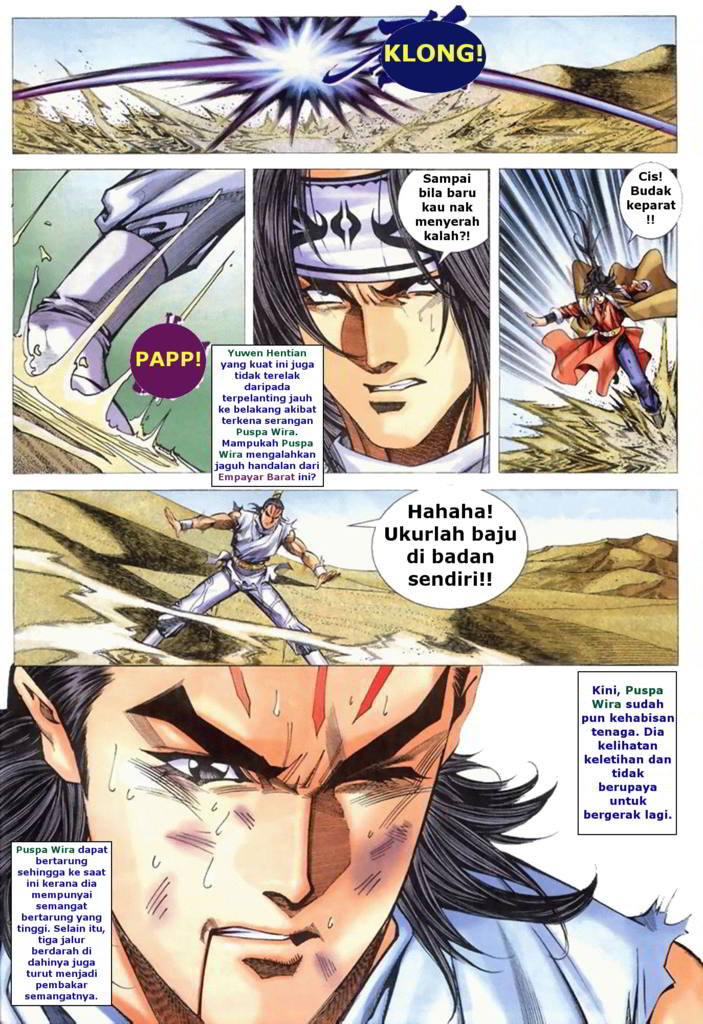 KLONG!
PAPP!
Sampai
bila baru
kau nak
menyerah
kalah?!
Yuwen Hentian
yang kuat ini juga
tidak terelak
daripada
terpelanting jauh
ke belakang akibat
terkena serangan
Puspa Wira.
Mampukah Puspa
Wira mengalahkan
jaguh handalan dari
Empayar Barat ini?
Cis!
Budak
keparat
!!
Hahaha!
Ukurlah baju
di badan
sendiri!!
Kini, Puspa
Wira sudah
pun kehabisan
tenaga. Dia
kelihatan
keletihan dan
tidak
berupaya
untuk
bergerak lagi.
Puspa Wira dapat
bertarung
sehingga ke saat
ini kerana dia
mempunyai
semangat
bertarung yang
tinggi. Selain itu,
tiga jalur
berdarah di
dahinya juga
turut menjadi
pembakar
semangatnya.